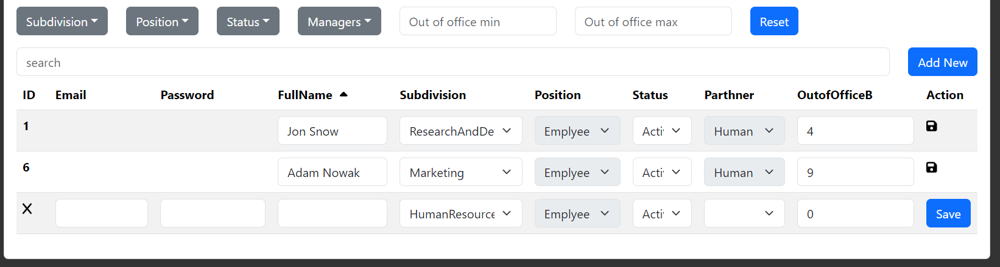 Subdivision Position Status Managers Out of office min Out of office max Reset
search Add New
ID Email Password FullName Subdivision Position Status Parthner OutofOfficeB Action
1 Jon Snow ResearchAndDe Emplyee Acti Human 4
6 Adam Nowak Marketing Emplyee Acti Human 9
X HumanResource Emplyee Acti 0 Save